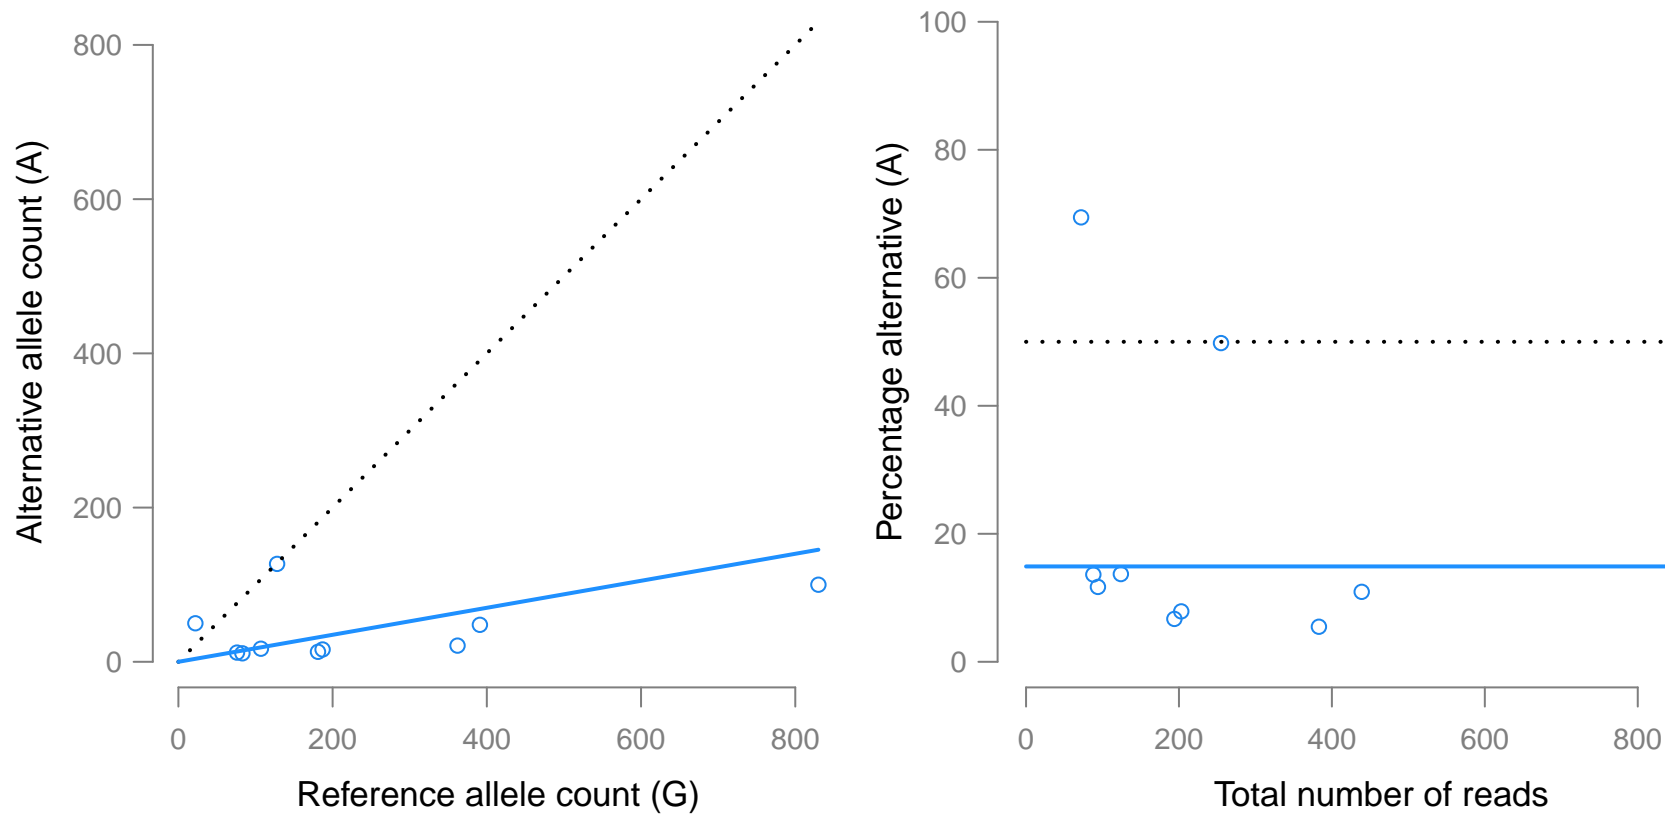 Alternative allele count (A)
800
600
400
200
0
0 200 400 600 800
Reference allele count (G)
Percentage alternative (A)
100
80
60
40
20
0
0 200 400 600 800
Total number of reads